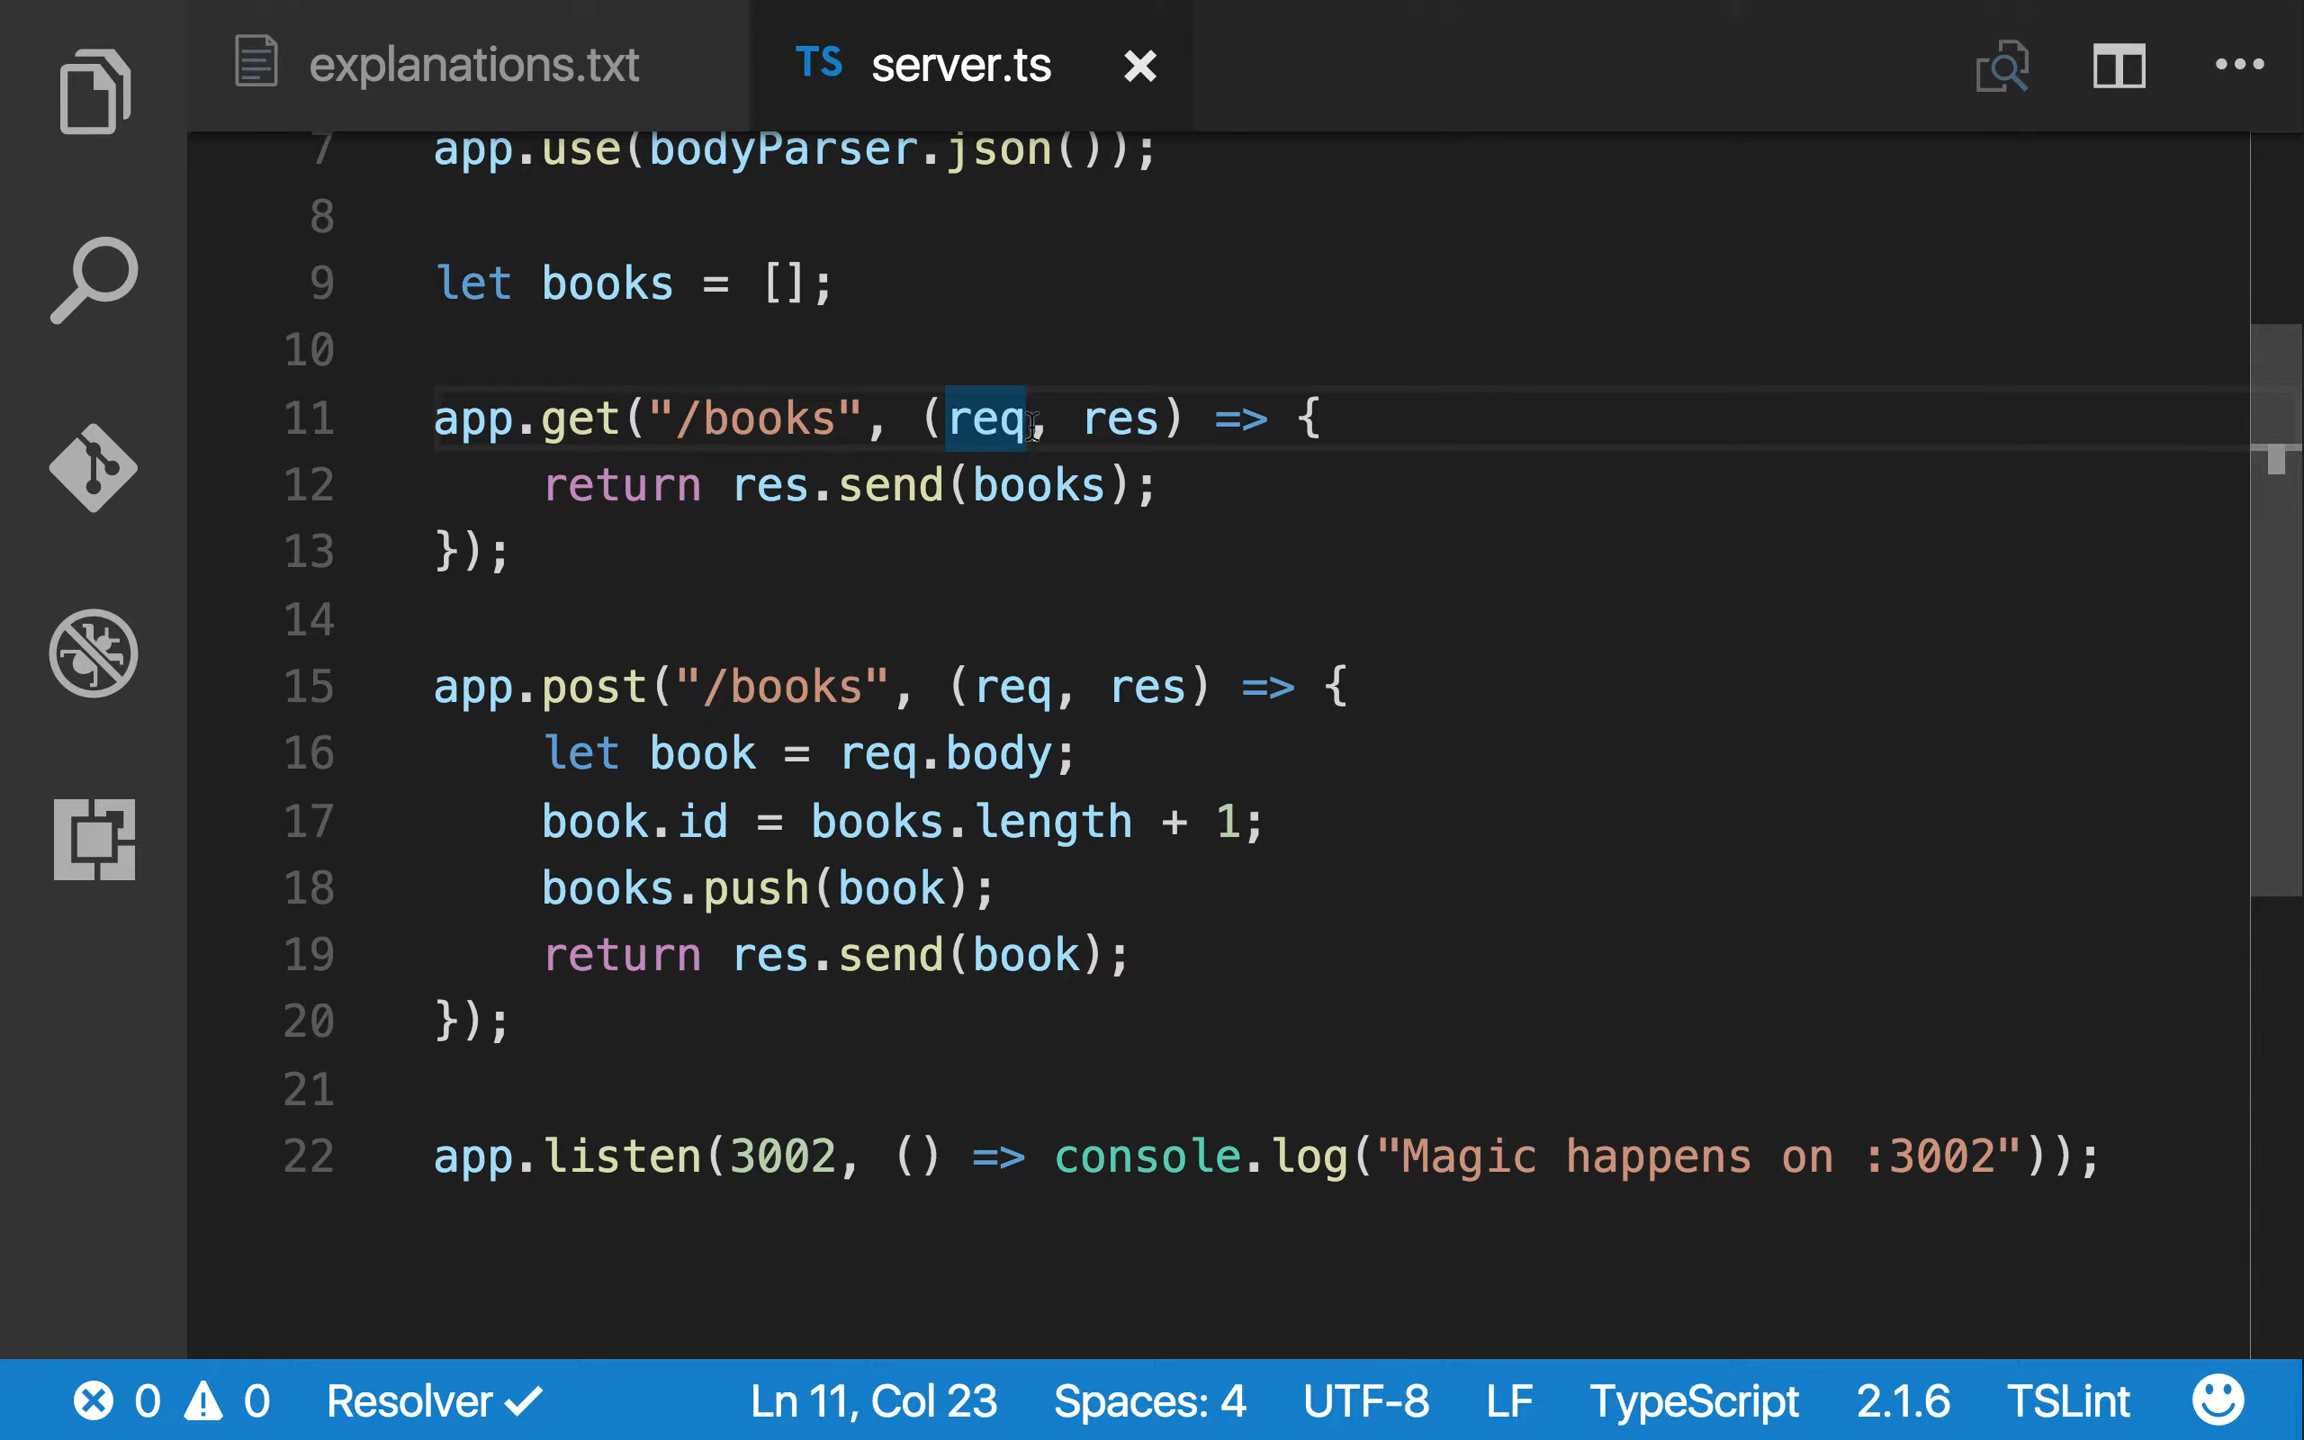 explanations.txt
TS server.ts
7 app.use(bodyParser.json());
8
9 let books = [];
10
11 app.get("/books", (req, res) => {
12     return res.send(books);
13 });
14
15 app.post("/books", (req, res) => {
16     let book = req.body;
17     book.id = books.length + 1;
18     books.push(book);
19     return res.send(book);
20 });
21
22 app.listen(3002, () => console.log("Magic happens on :3002"));
0 0 Resolver Ln 11, Col 23 Spaces: 4 UTF-8 LF TypeScript 2.1.6 TSLint